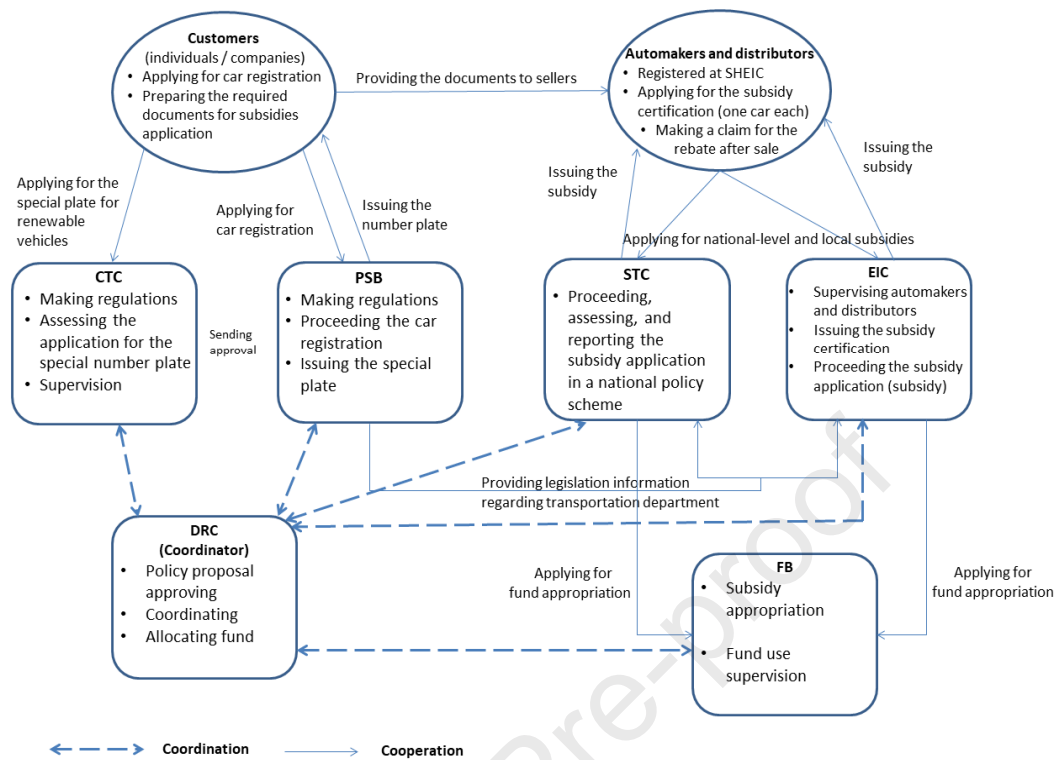 Customers
(individuals / companies)
• Applying for car registration
• Preparing the required
documents for subsidies
application
Providing the documents to sellers
Automakers and distributors
• Registered at SHEIC
• Applying for the subsidy
certification (one car each)
• Making a claim for the
rebate after sale
Applying for the
special plate for
renewable
vehicles
Applying for
car registration
Issuing the
number plate
Issuing the
subsidy
Issuing the
subsidy
Applying for national-level and local subsidies
CTC
• Making regulations
• Assessing the
application for the
special number plate
• Supervision
Sending
approval
PSB
• Making regulations
• Proceeding the car
registration
• Issuing the special
plate
STC
• Proceeding,
assessing, and
reporting the
subsidy application
in a national policy
scheme
EIC
• Supervising automakers
and distributors
• Issuing the subsidy
certification
• Proceeding the subsidy
application (subsidy)
Providing legislation information
regarding transportation department
DRC
(Coordinator)
• Policy proposal
approving
• Coordinating
• Allocating fund
Applying for
fund appropriation
FB
• Subsidy
appropriation
• Fund use
supervision
Applying for
fund appropriation
Coordination
Cooperation
Pre-proof